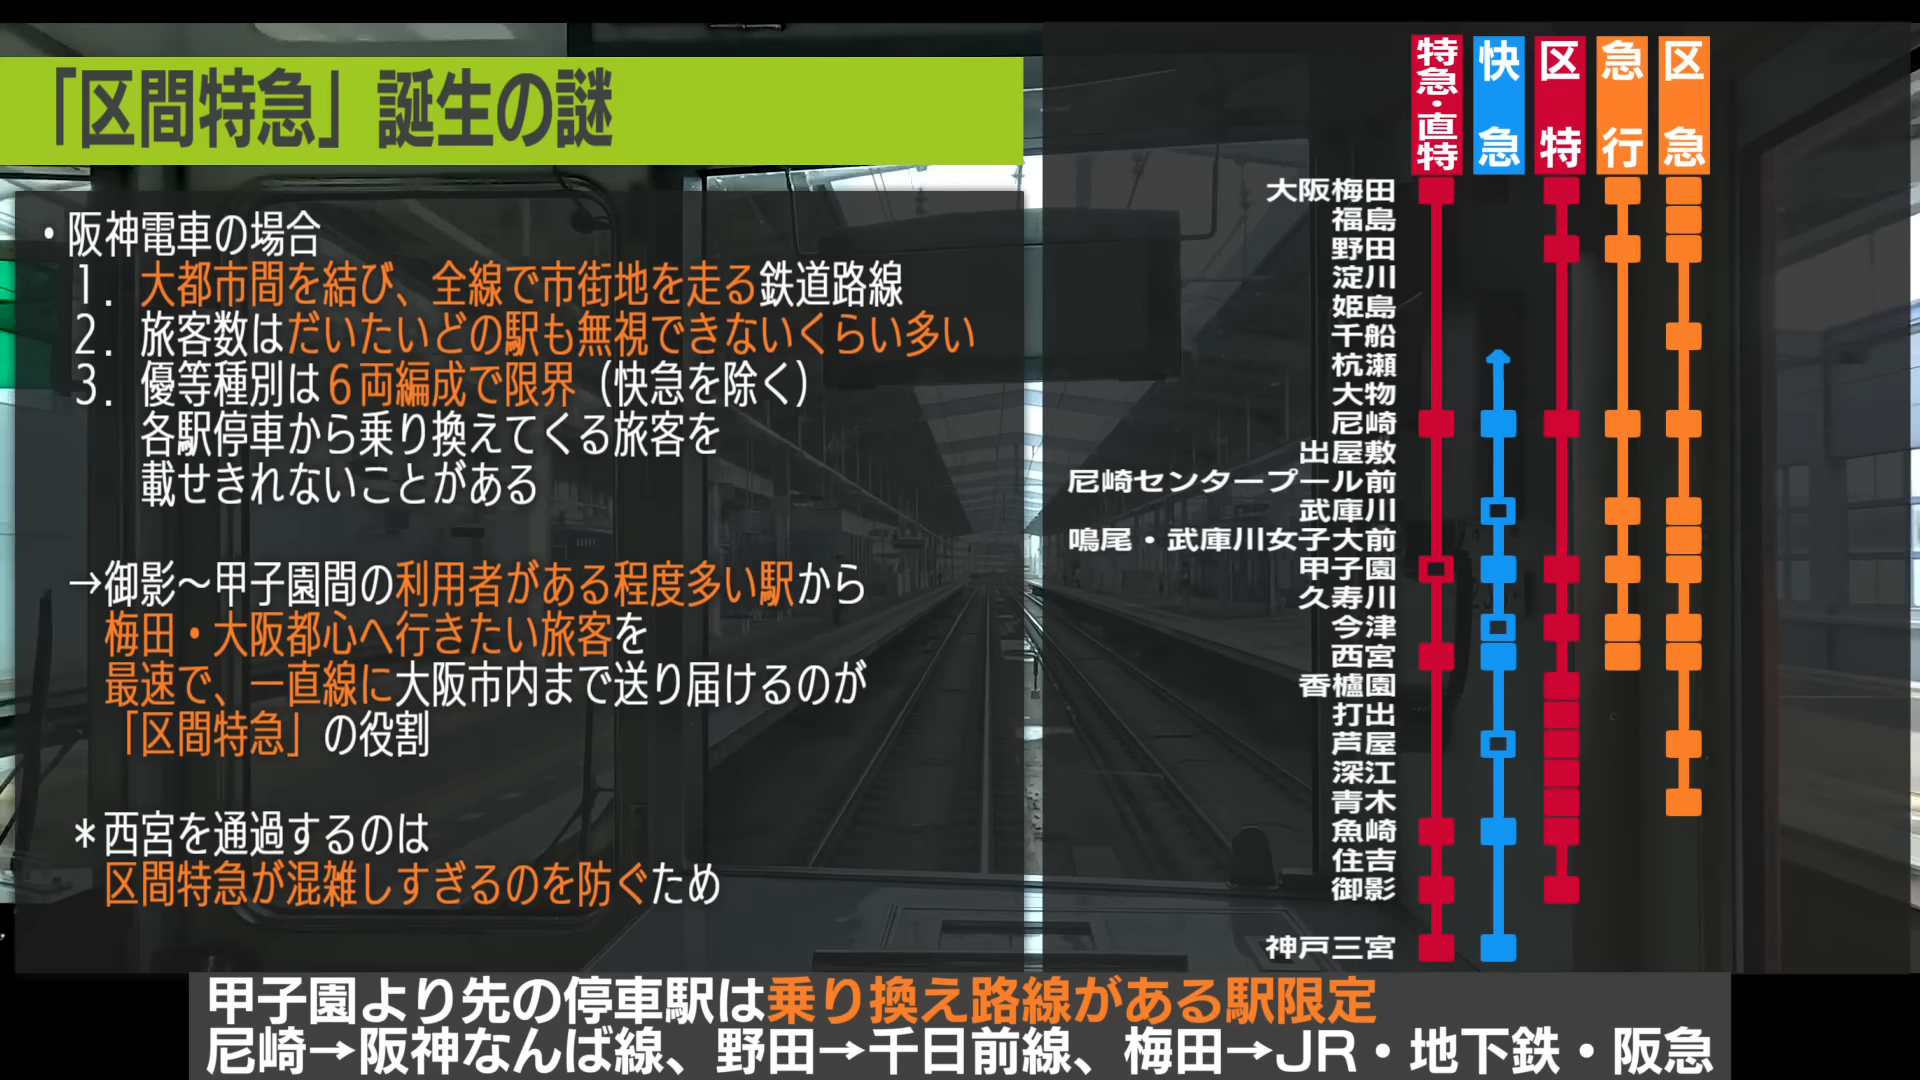 「区間特急」誕生の謎
・阪神電車の場合
１．大都市間を結び、全線で市街地を走る鉄道路線
２．旅客数はだいたいどの駅も無視できないくらい多い
３．優等種別は６両編成で限界（快急を除く）
各駅停車から乗り換えてくる旅客を
載せきれないことがある
→御影～甲子園間の利用者がある程度多い駅から
梅田・大阪都心へ行きたい旅客を
最速で、一直線に大阪市内まで送り届けるのが
「区間特急」の役割
＊西宮を通過するのは
区間特急が混雑しすぎるのを防ぐため
特急・直特
快急
区特
急行
区急
大阪梅田
福島
野田
淀川
姫島
千船
杭瀬
大物
尼崎
出屋敷
尼崎センタープール前
武庫川
鳴尾・武庫川女子大前
甲子園
久寿川
今津
西宮
香櫨園
打出
芦屋
深江
青木
魚崎
住吉
御影
神戸三宮
甲子園より先の停車駅は乗り換え路線がある駅限定
尼崎→阪神なんば線、野田→千日前線、梅田→JR・地下鉄・阪急